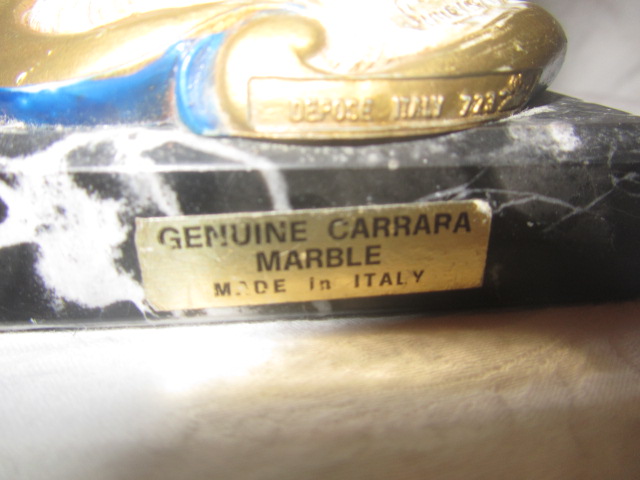 DEPOSE ITALY
GENUINE CARRARA
MARBLE
MADE in ITALY